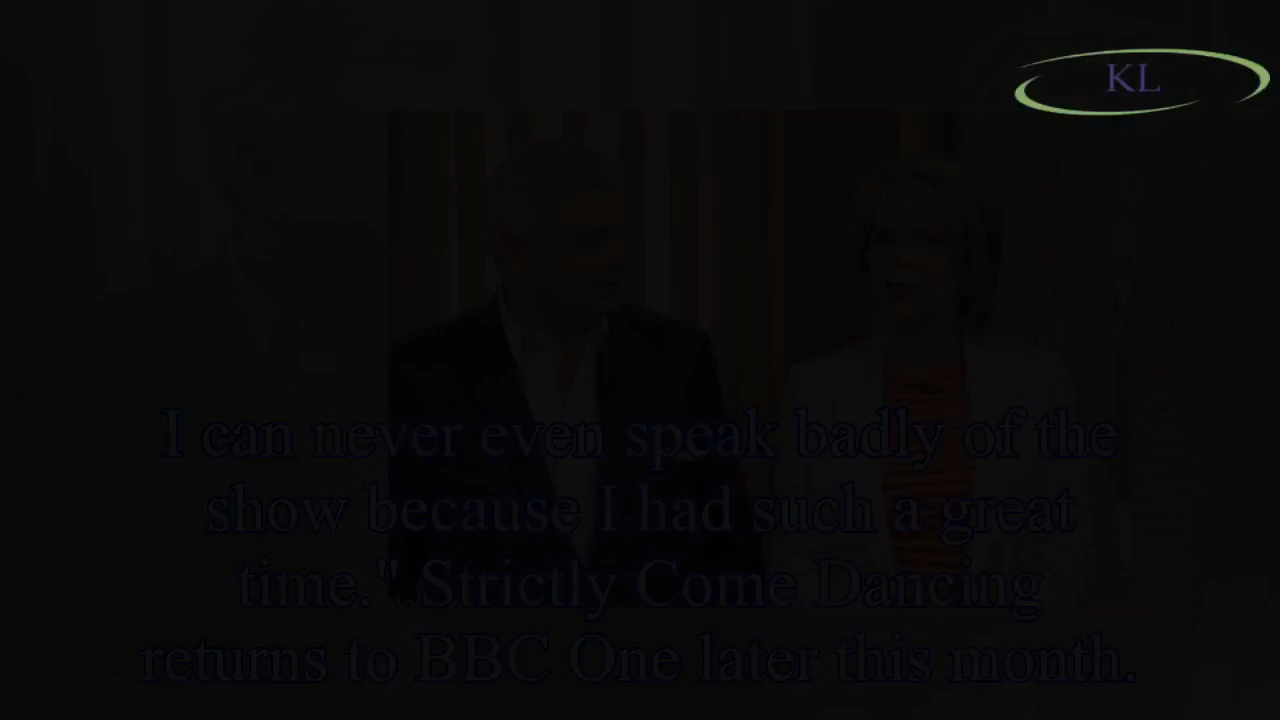 KL
I can never even speak badly of the
show because I had such a great
time." Strictly Come Dancing
returns to BBC One later this month.